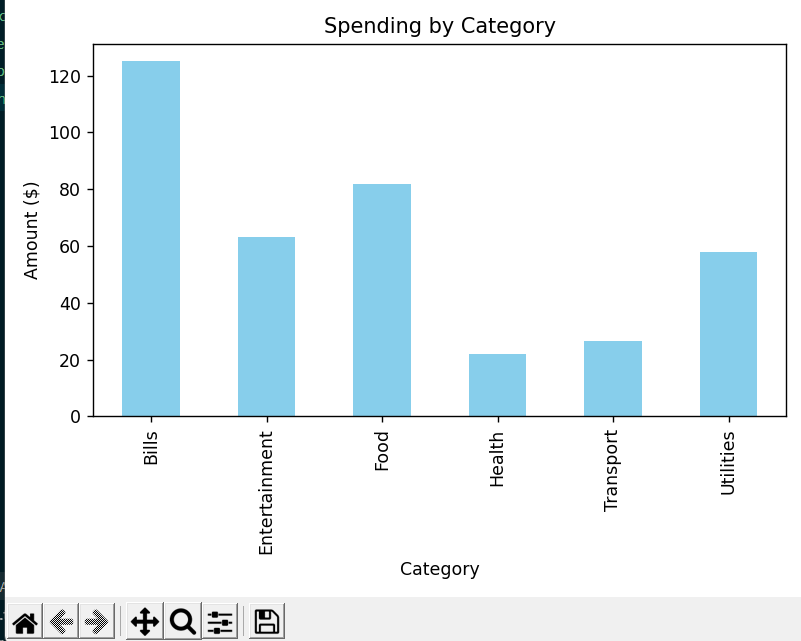 Spending by Category
120
100
80
60
40
20
0
Amount ($)
Bills
Entertainment
Food
Health
Transport
Utilities
Category